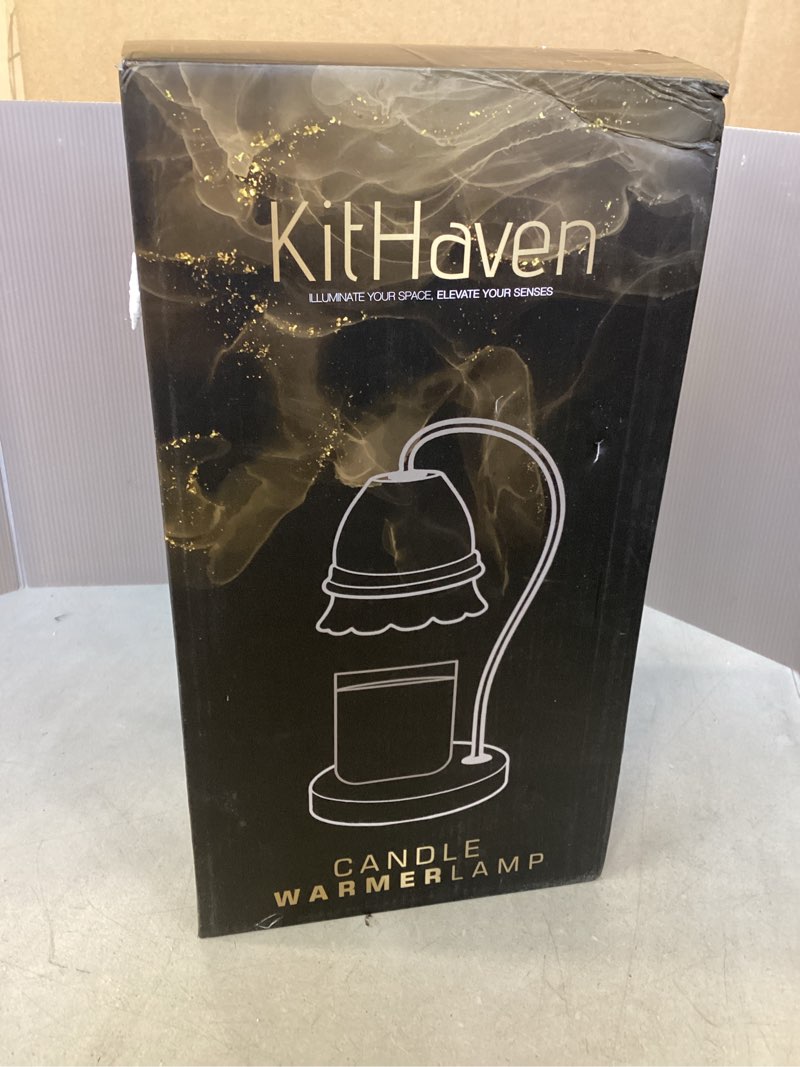 KitHaven
ILLUMINATE YOUR SPACE, ELEVATE YOUR SENSES
CANDLE
WARMERLAMP